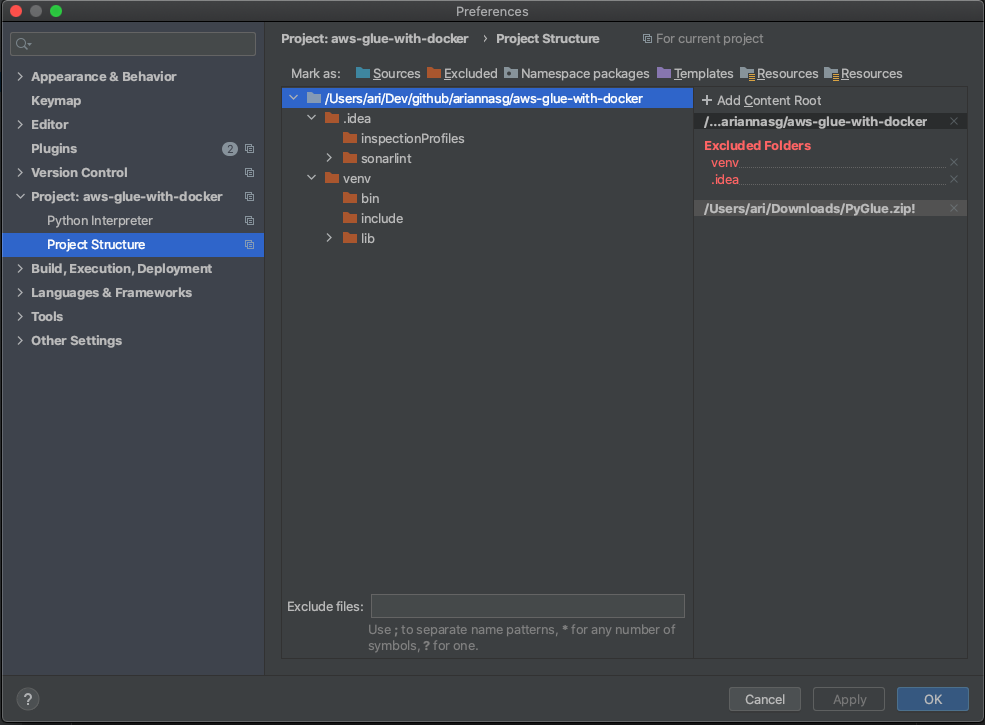 Preferences
Project: aws-glue-with-docker › Project Structure For current project
Appearance & Behavior
Keymap
Editor
Plugins 2
Version Control
Project: aws-glue-with-docker
Python Interpreter
Project Structure
Build, Execution, Deployment
Languages & Frameworks
Tools
Other Settings
Mark as: Sources Excluded Namespace packages Templates Resources Resources
/Users/ari/Dev/github/ariannasg/aws-glue-with-docker
.idea
inspectionProfiles
sonarlint
venv
bin
include
lib
+ Add Content Root
/...ariannasg/aws-glue-with-docker
Excluded Folders
venv
.idea
/Users/ari/Downloads/PyGlue.zip!
Exclude files:
Use ; to separate name patterns, * for any number of
symbols, ? for one.
?
Cancel
Apply
OK